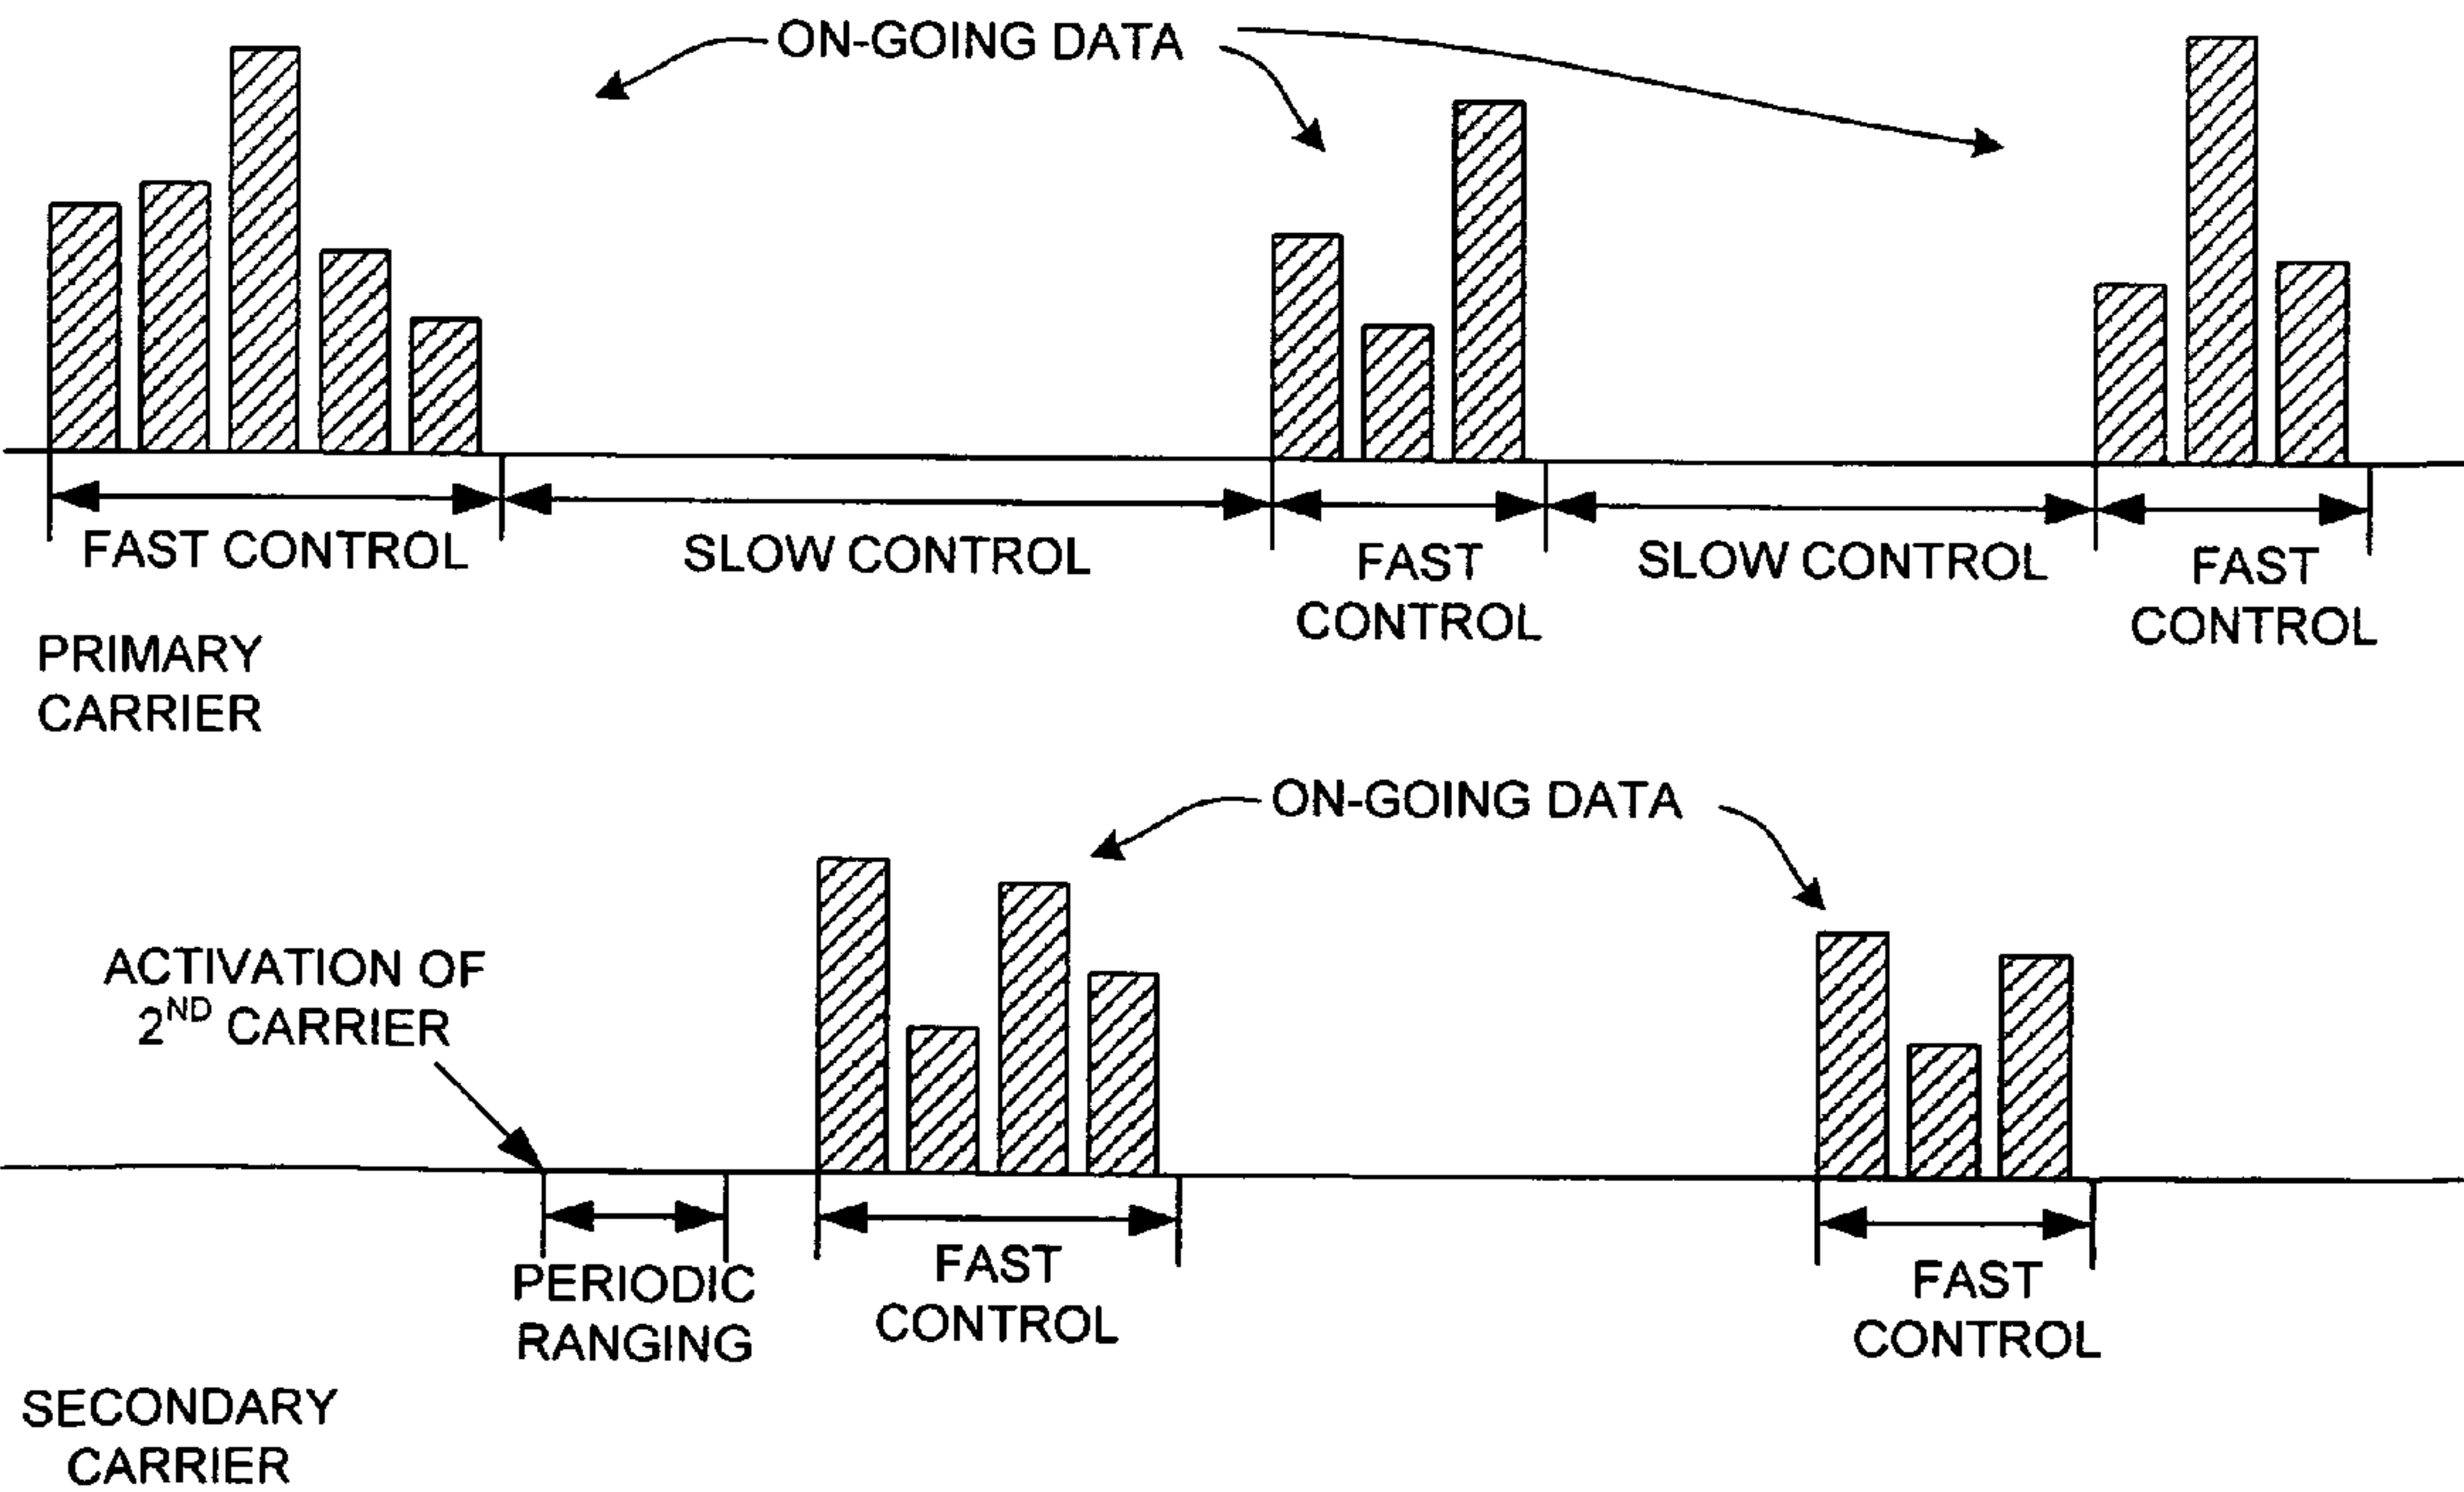 ON-GOING DATA
FAST CONTROL
SLOW CONTROL
FAST
CONTROL
SLOW CONTROL
FAST
CONTROL
PRIMARY
CARRIER
ON-GOING DATA
ACTIVATION OF
2ND CARRIER
PERIODIC
RANGING
FAST
CONTROL
FAST
CONTROL
SECONDARY
CARRIER